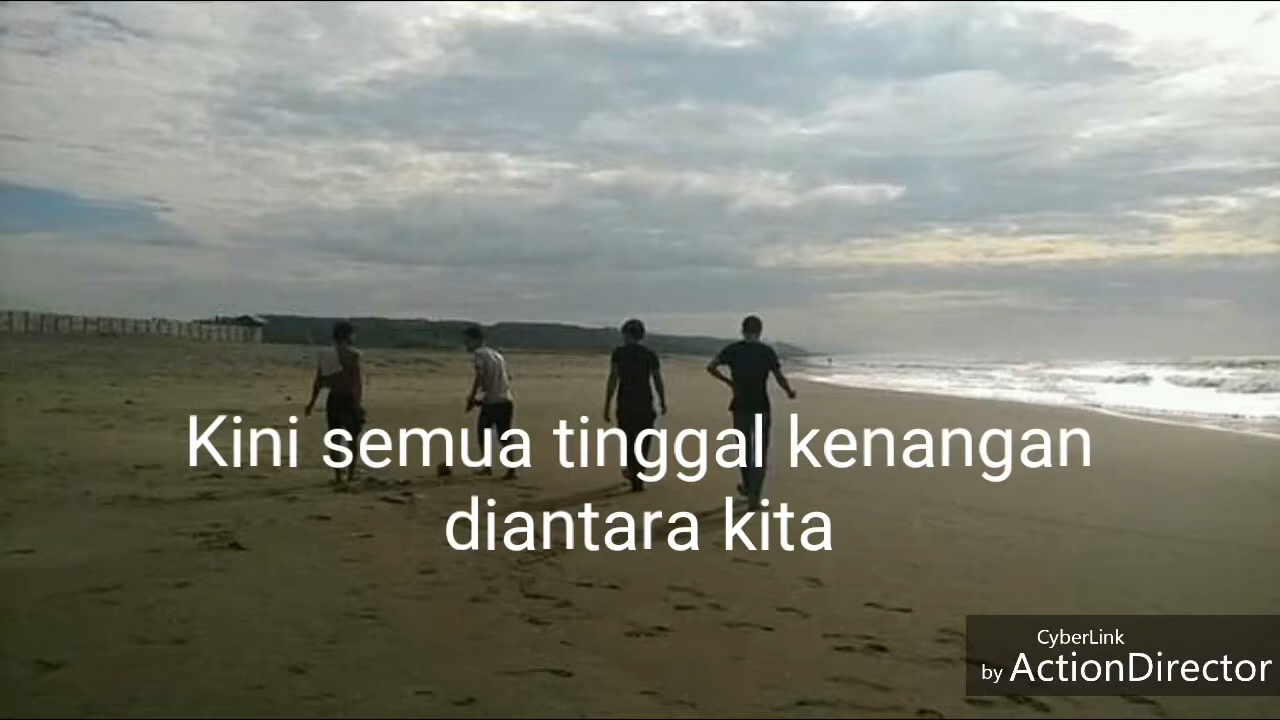 Kini semua tinggal kenangan
diantara kita
CyberLink
by ActionDirector